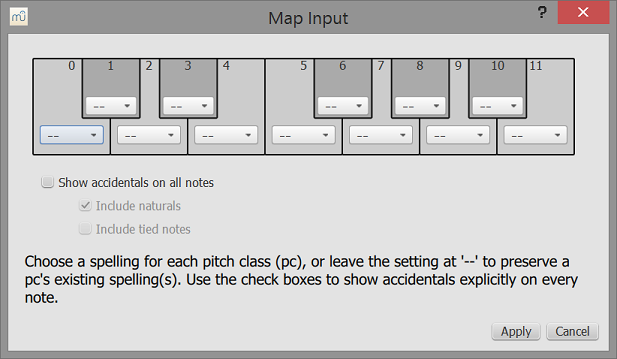 mu
Map Input
?
0 1 2 3 4 5 6 7 8 9 10 11
-- -- -- -- --
-- -- -- -- -- -- --
Show accidentals on all notes
Include naturals
Include tied notes
Choose a spelling for each pitch class (pc), or leave the setting at '--' to preserve a
pc's existing spelling(s). Use the check boxes to show accidentals explicitly on every
note.
Apply Cancel